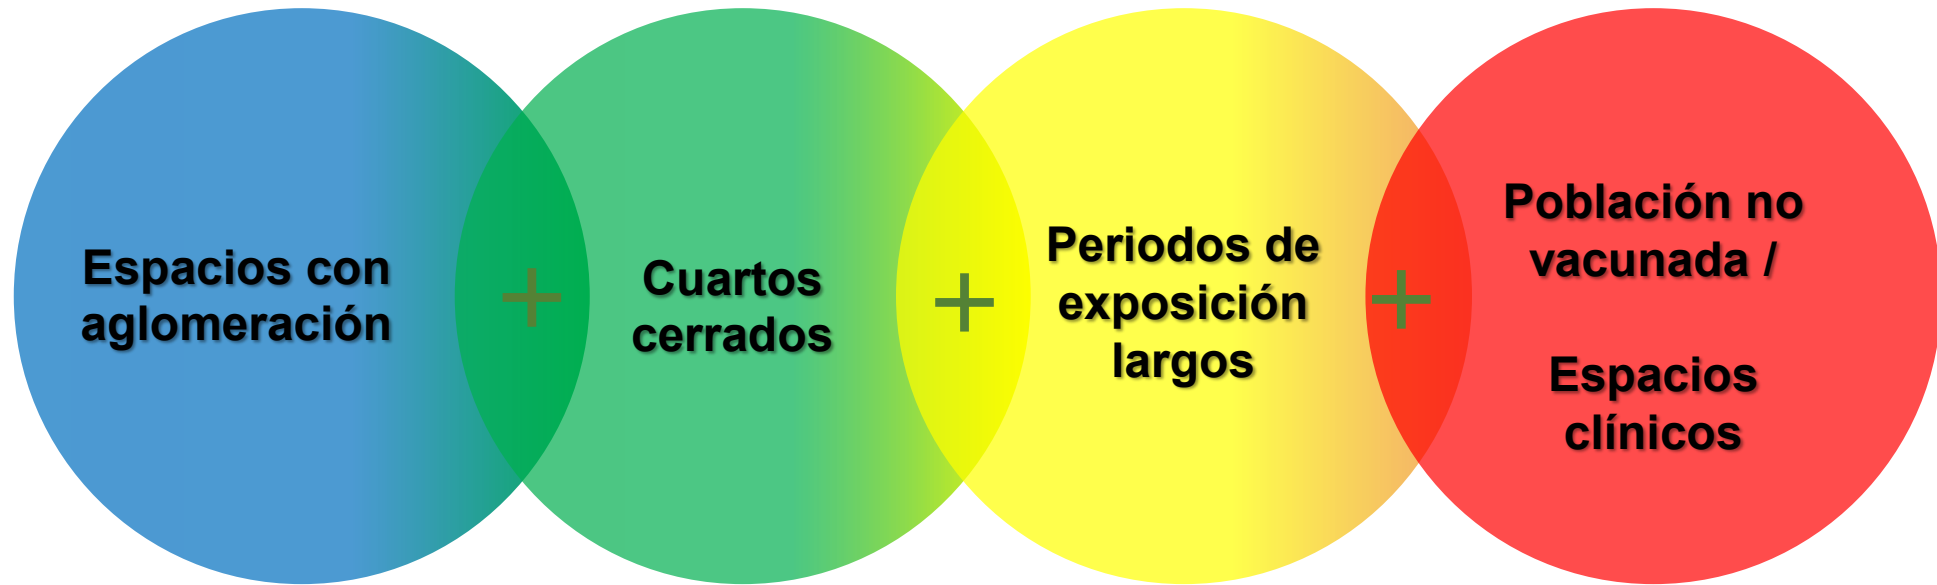 Espacios con
aglomeración
+
Cuartos
cerrados
+
Periodos de
exposición
largos
+
Población no
vacunada /
Espacios
clínicos